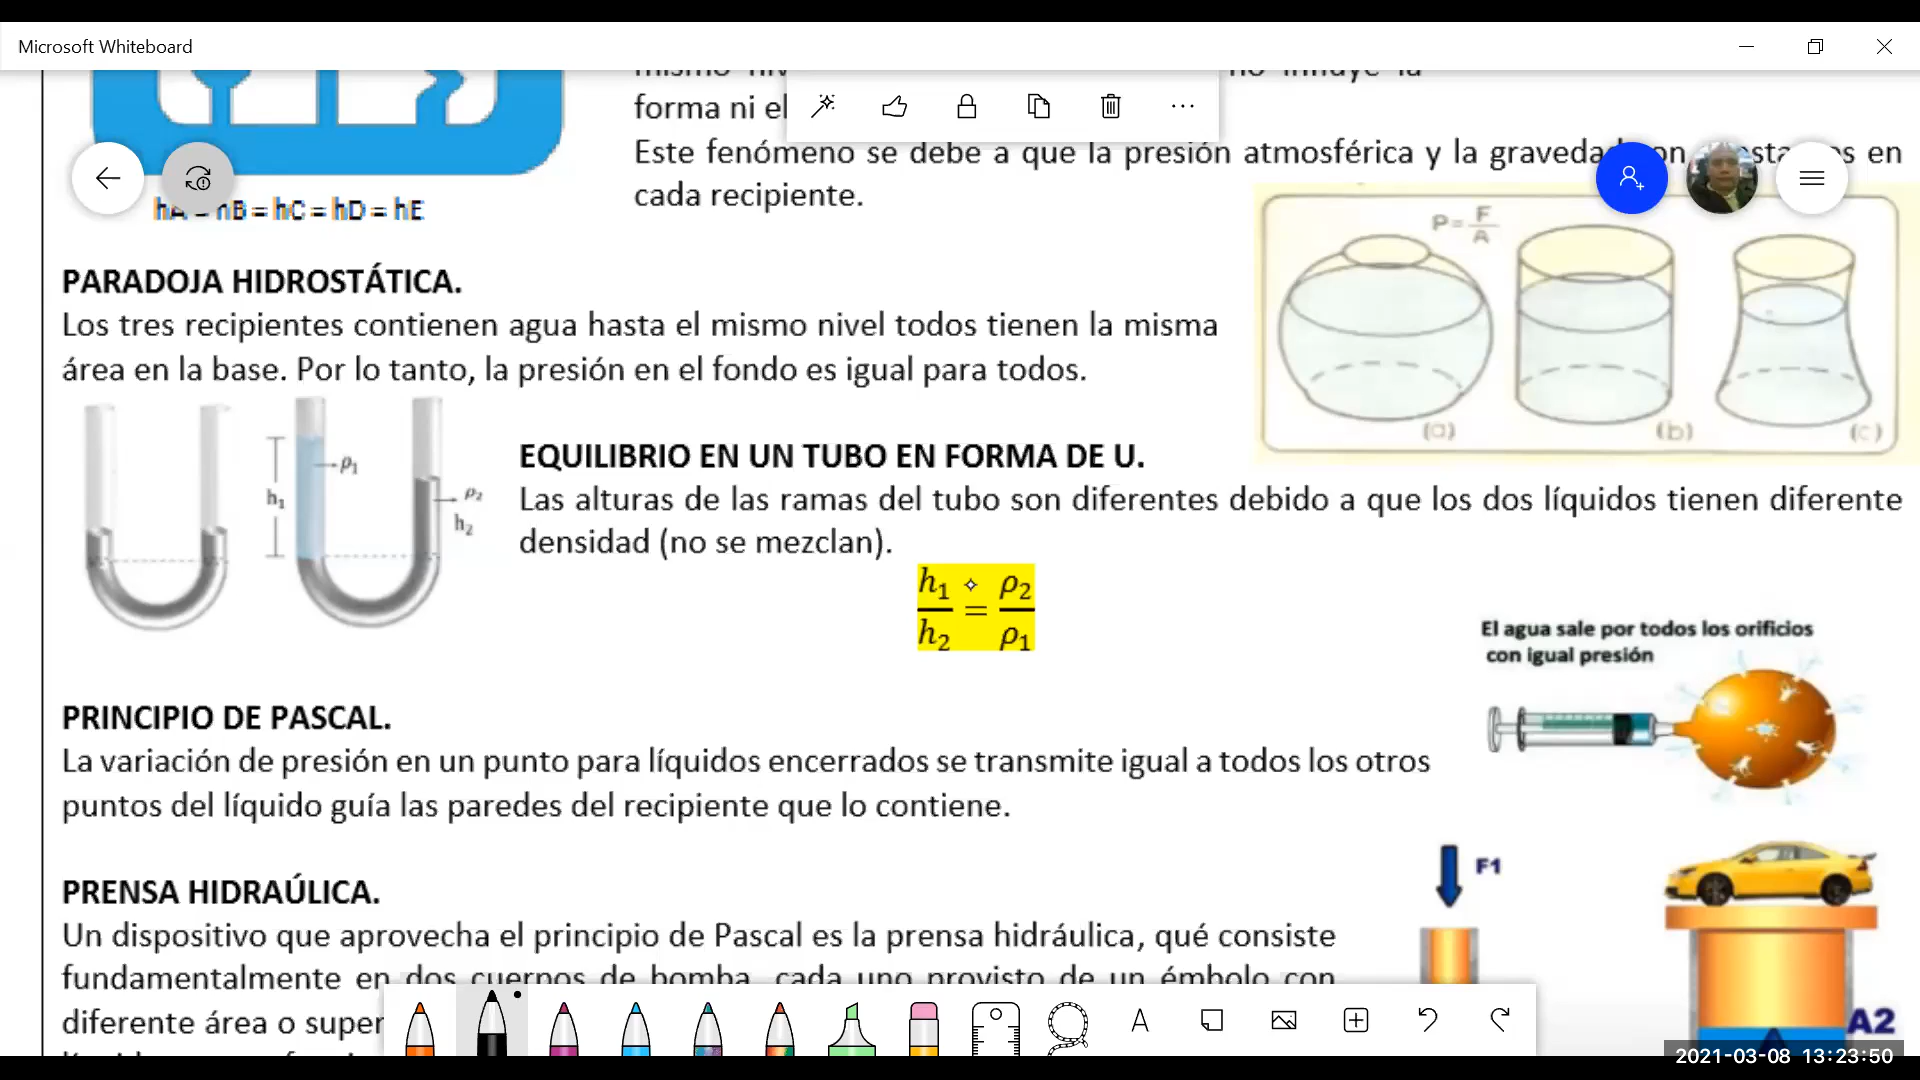 Microsoft Whiteboard
forma ni el
Este fenómeno se debe a que la presión atmosférica y la gravedad en
cada recipiente.
hA = hB = hC = hD = hE
P = F / A
PARADOJA HIDROSTÁTICA.
Los tres recipientes contienen agua hasta el mismo nivel todos tienen la misma
área en la base. Por lo tanto, la presión en el fondo es igual para todos.
(a) (b) (c)
h1 ρ1 ρ2 h2
EQUILIBRIO EN UN TUBO EN FORMA DE U.
Las alturas de las ramas del tubo son diferentes debido a que los dos líquidos tienen diferente
densidad (no se mezclan).
h1 / h2 = ρ2 / ρ1
El agua sale por todos los orificios
con igual presión
PRINCIPIO DE PASCAL.
La variación de presión en un punto para líquidos encerrados se transmite igual a todos los otros
puntos del líquido guía las paredes del recipiente que lo contiene.
F1
PRENSA HIDRAÚLICA.
Un dispositivo que aprovecha el principio de Pascal es la prensa hidráulica, qué consiste
fundamentalmente en dos cuernos de bomba, cada uno provisto de un émbolo con
diferente área o super
A2
2021-03-08 13:23:50